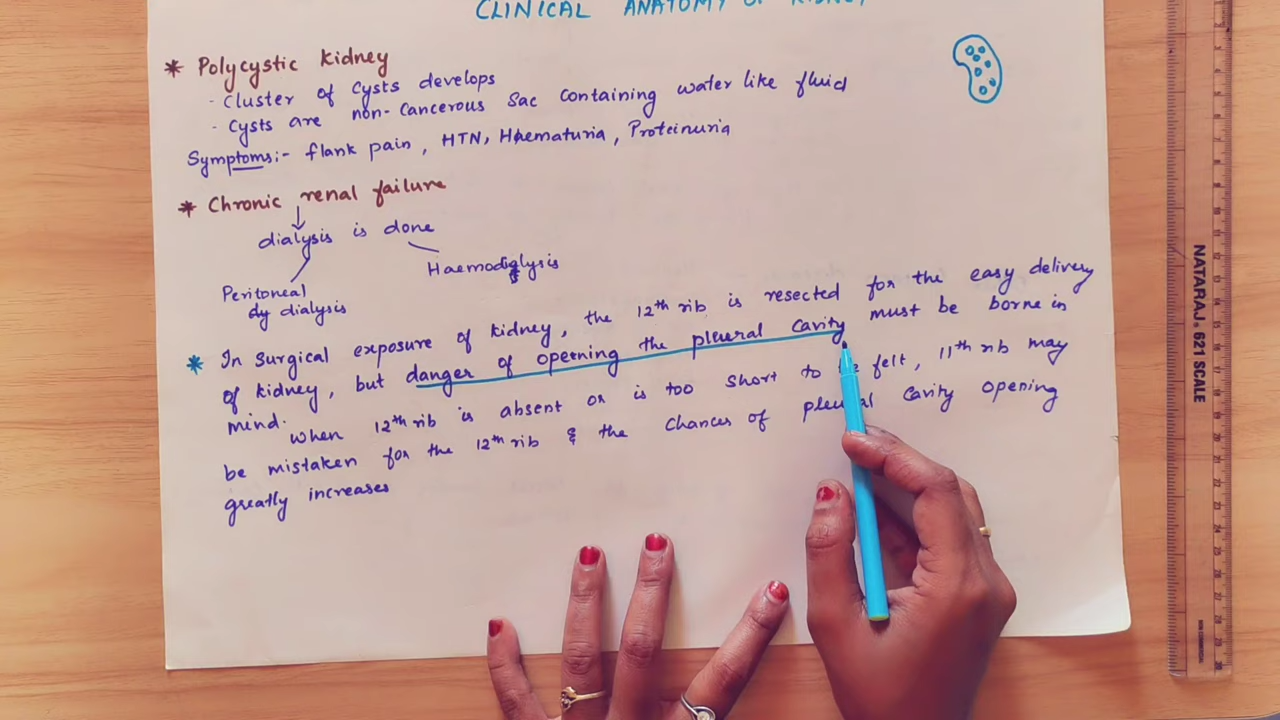 CLINICAL ANATOMY OF KIDNEY
* Polycystic kidney
- Cluster of cysts develops
- Cysts are non-cancerous sac containing water like fluid
Symptoms:- flank pain, HTN, Haematuria, Proteinuria
* Chronic renal failure
dialysis is done
Haemodialysis
Peritoneal
dy dialysis
* In surgical exposure of kidney, the 12th rib is resected for the easy delivery
of kidney, but danger of opening the pleural cavity must be borne in
mind.
When 12th rib is absent or is too short to be felt, 11th rib may
be mistaken for the 12th rib & the chances of pleural cavity opening
greatly increases
NATARAJ 621 SCALE